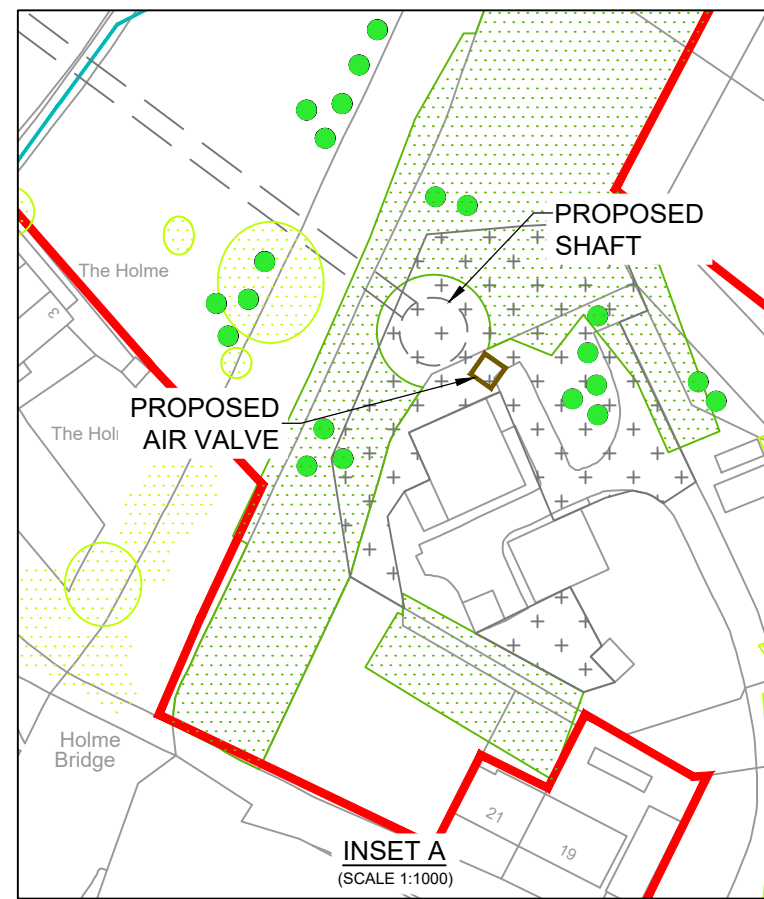 PROPOSED
SHAFT
The Holme
3
PROPOSED
AIR VALVE
The Hol
Holme
Bridge
21
19
INSET A
(SCALE 1:1000)